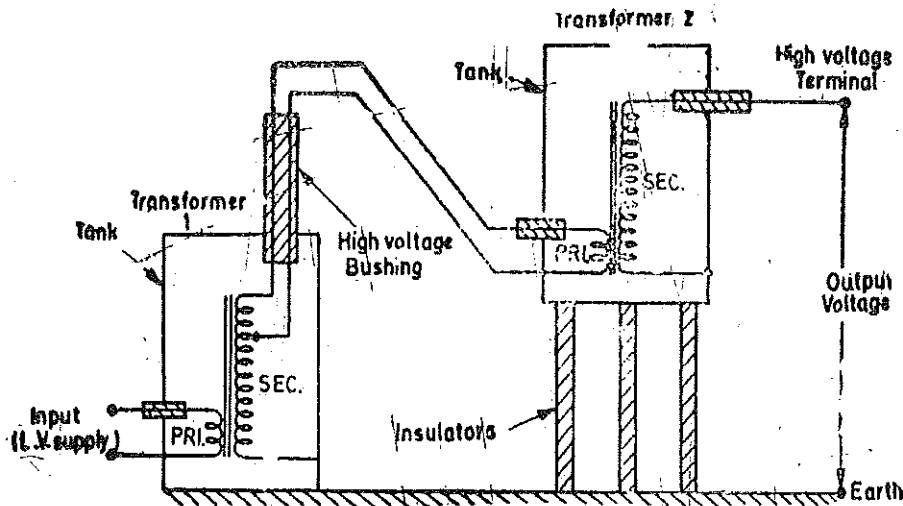 Transformer 2
Tank
High voltage
Terminal
SEC.
Transformer
1
Tank
High voltage
Bushing
PRI.
Output
Voltage
SEC.
Input
(L.V. supply)
PRI.
Insulators
Earth